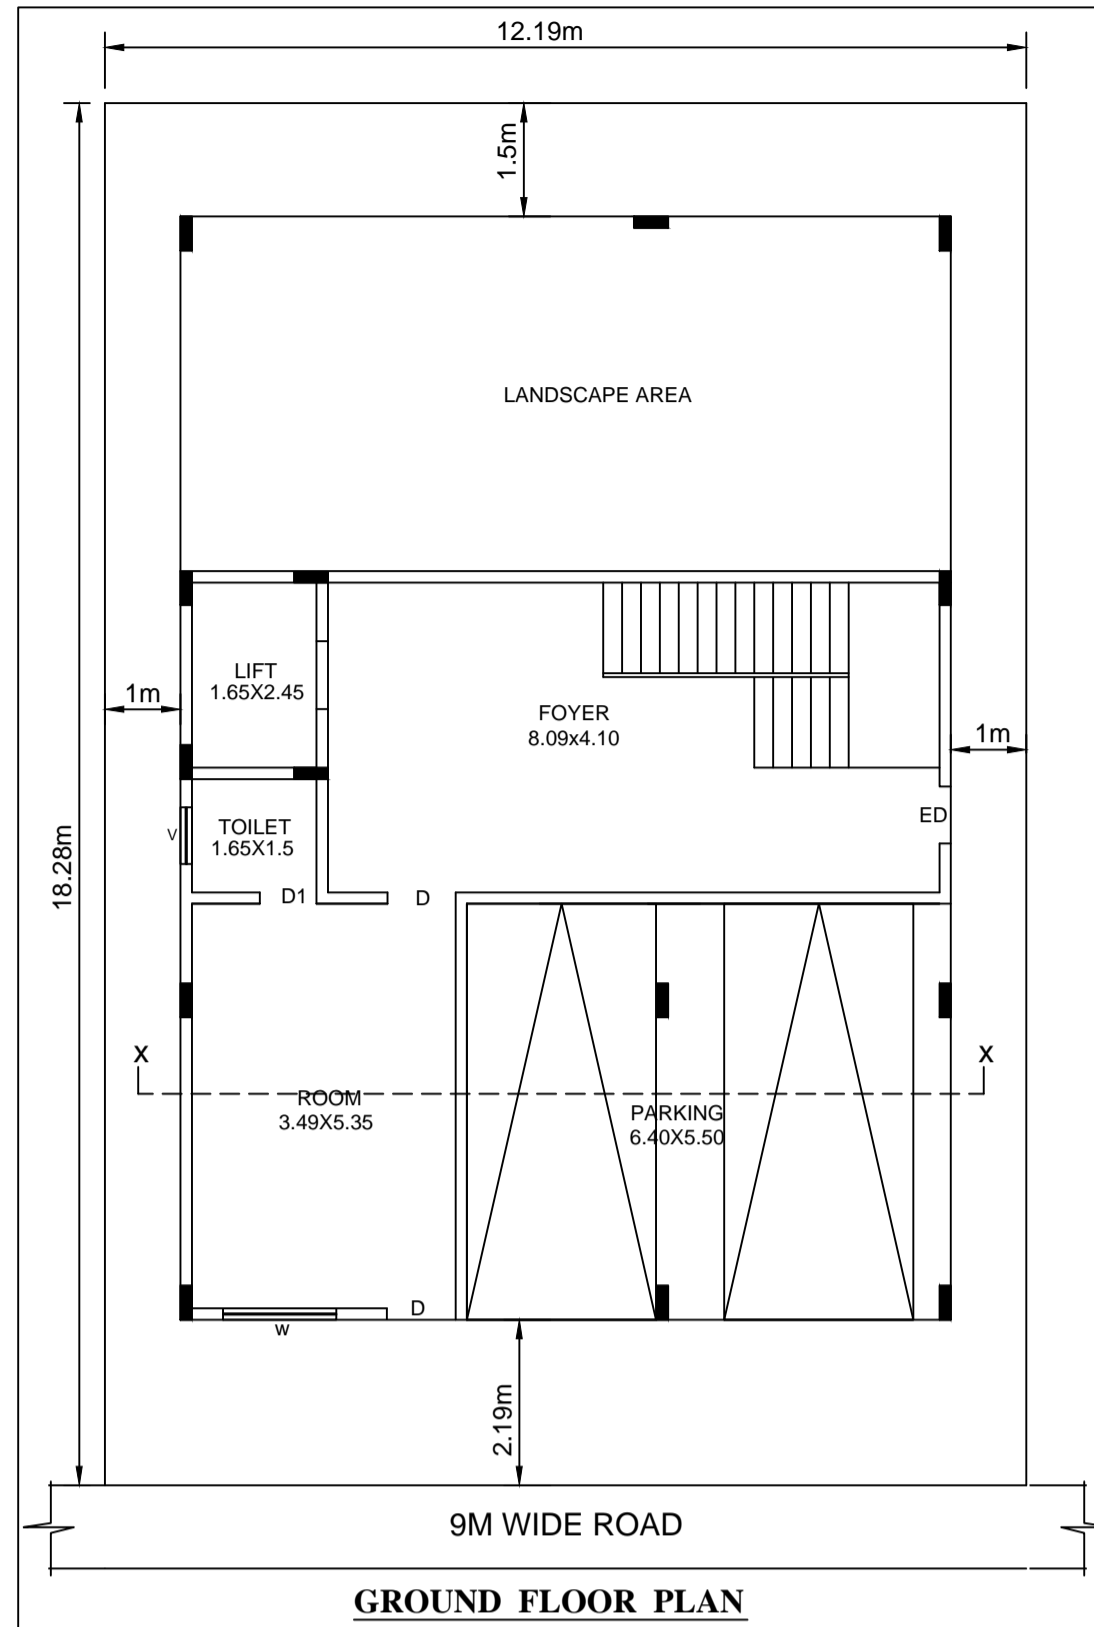 12.19m
1.5m
LANDSCAPE AREA
LIFT
1.65X2.45
1m
FOYER
8.09x4.10
1m
ED
18.28m
V
TOILET
1.65X1.5
D1
D
X
X
ROOM
3.49X5.35
PARKING
6.40X5.50
D
W
2.19m
9M WIDE ROAD
GROUND FLOOR PLAN